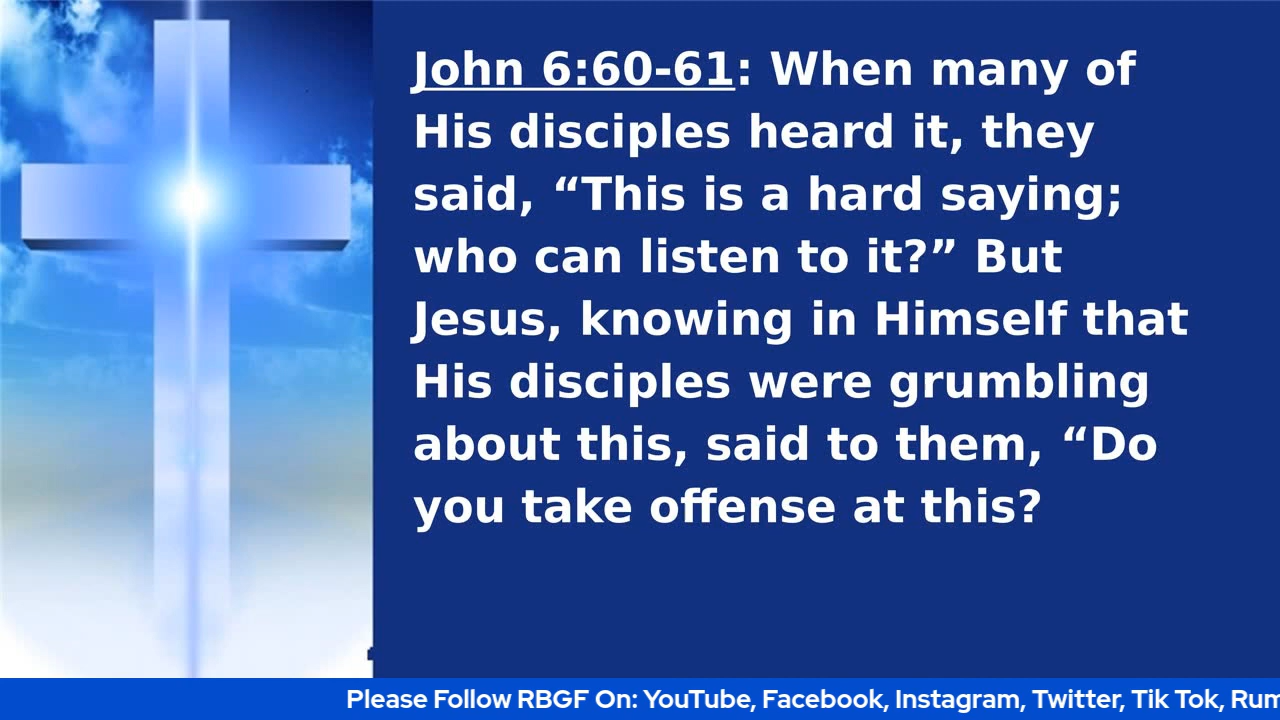 John 6:60-61: When many of
His disciples heard it, they
said, “This is a hard saying;
who can listen to it?” But
Jesus, knowing in Himself that
His disciples were grumbling
about this, said to them, “Do
you take offense at this?
Please Follow RBGF On: YouTube, Facebook, Instagram, Twitter, Tik Tok,